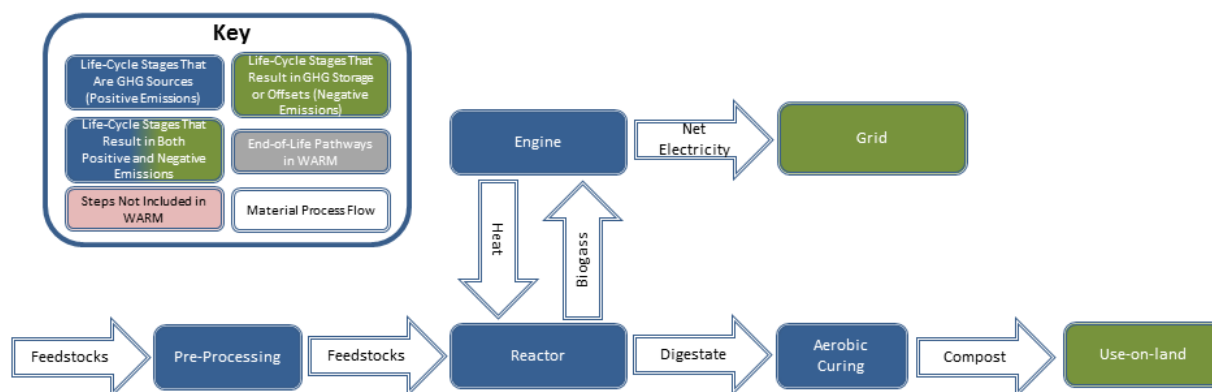 Key
Life-Cycle Stages That
Are GHG Sources
(Positive Emissions)
Life-Cycle Stages That
Result in GHG Storage
or Offsets (Negative
Emissions)
Life-Cycle Stages That
Result in Both
Positive and Negative
Emissions
End-of-Life Pathways
in WARM
Steps Not Included in
WARM
Material Process Flow
Engine
Net
Electricity
Grid
Heat
Biogass
Feedstocks
Pre-Processing
Feedstocks
Reactor
Digestate
Aerobic
Curing
Compost
Use-on-land